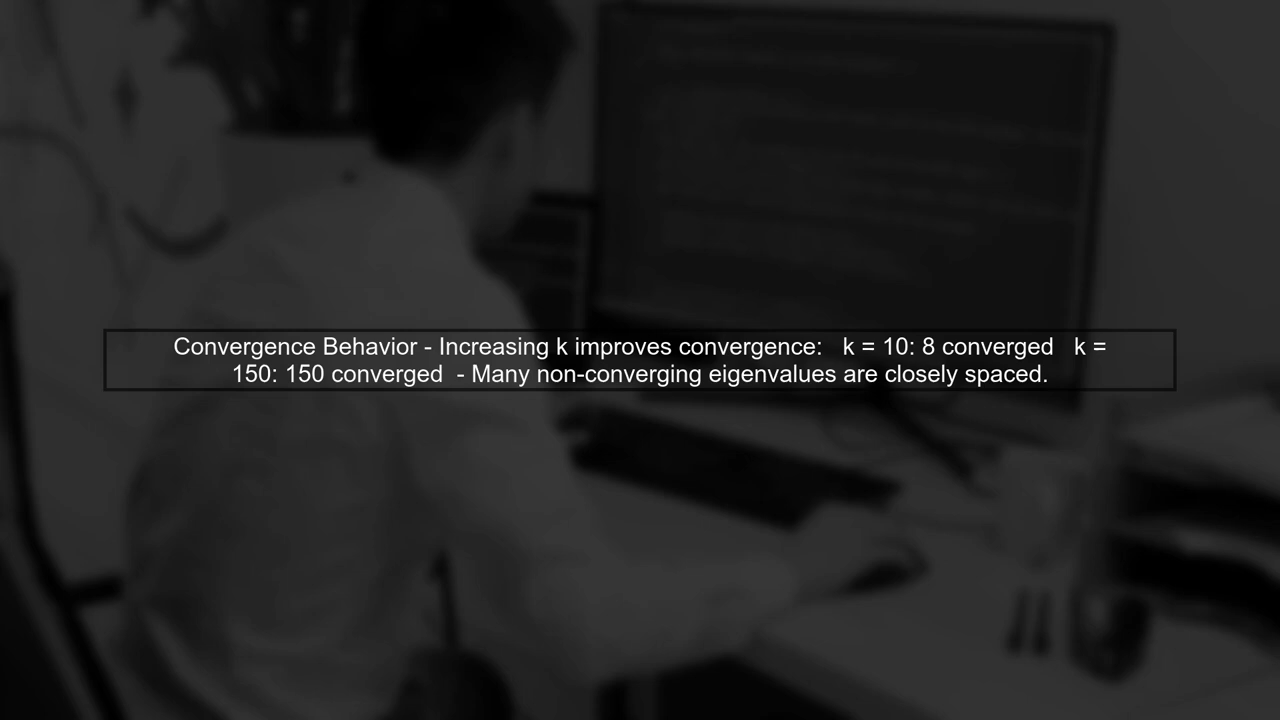 Convergence Behavior - Increasing k improves convergence:   k = 10: 8 converged   k =
150: 150 converged  - Many non-converging eigenvalues are closely spaced.